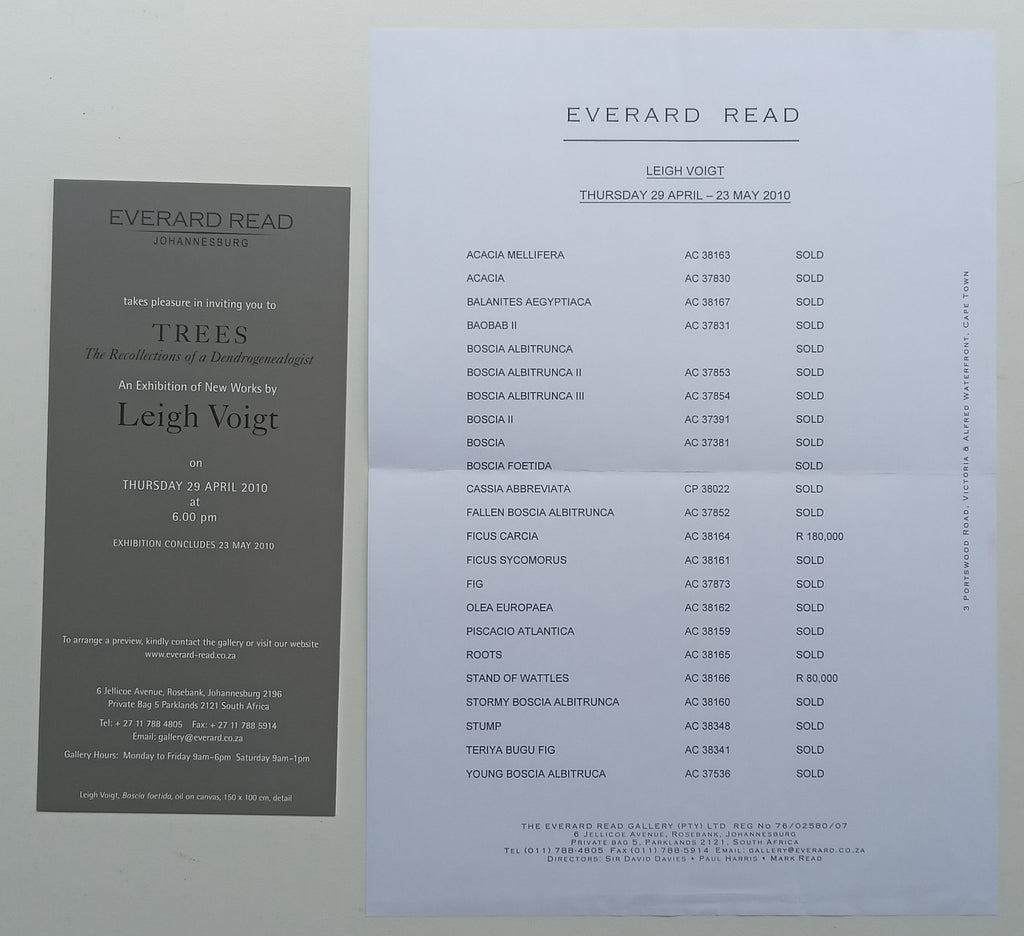 EVERARD READ
JOHANNESBURG
takes pleasure in inviting you to
TREES
The Recollections of a Dendrogenealogist
An Exhibition of New Works by
Leigh Voigt
on
THURSDAY 29 APRIL 2010
at
6.00 pm
EXHIBITION CONCLUDES 23 MAY 2010
To arrange a preview, kindly contact the gallery or visit our website
www.everard-read.co.za
6 Jellicoe Avenue, Rosebank, Johannesburg 2196
Private Bag 5 Parklands 2121 South Africa
Tel: + 27 11 788 4805 Fax: + 27 11 788 5914
Email: gallery@everard.co.za
Gallery Hours: Monday to Friday 9am–6pm Saturday 9am–1pm
Leigh Voigt, Boscia foetida, oil on canvas, 150 x 100 cm, detail
EVERARD READ
LEIGH VOIGT
THURSDAY 29 APRIL – 23 MAY 2010
ACACIA MELLIFERA AC 38163 SOLD
ACACIA AC 37830 SOLD
BALANITES AEGYPTIACA AC 38167 SOLD
BAOBAB II AC 37831 SOLD
BOSCIA ALBITRUNCA SOLD
BOSCIA ALBITRUNCA II AC 37853 SOLD
BOSCIA ALBITRUNCA III AC 37854 SOLD
BOSCIA II AC 37391 SOLD
BOSCIA AC 37381 SOLD
BOSCIA FOETIDA SOLD
CASSIA ABBREVIATA CP 38022 SOLD
FALLEN BOSCIA ALBITRUNCA AC 37852 SOLD
FICUS CARCIA AC 38164 R 180,000
FICUS SYCOMORUS AC 38161 SOLD
FIG AC 37873 SOLD
OLEA EUROPAEA AC 38162 SOLD
PISCACIO ATLANTICA AC 38159 SOLD
ROOTS AC 38165 SOLD
STAND OF WATTLES AC 38166 R 80,000
STORMY BOSCIA ALBITRUNCA AC 38160 SOLD
STUMP AC 38348 SOLD
TERIYA BUGU FIG AC 38341 SOLD
YOUNG BOSCIA ALBITRUCA AC 37536 SOLD
THE EVERARD READ GALLERY (PTY) LTD REG No 76/02580/07
6 JELLICOE AVENUE, ROSEBANK, JOHANNESBURG
PRIVATE BAG 5, PARKLANDS 2121, SOUTH AFRICA
TEL (011) 788-4805 FAX (011) 788-5914 EMAIL: GALLERY@EVERARD.CO.ZA
DIRECTORS: SIR DAVID DAVIES • PAUL HARRIS • MARK READ
3 PORTSWOOD ROAD, VICTORIA & ALFRED WATERFRONT, CAPE TOWN